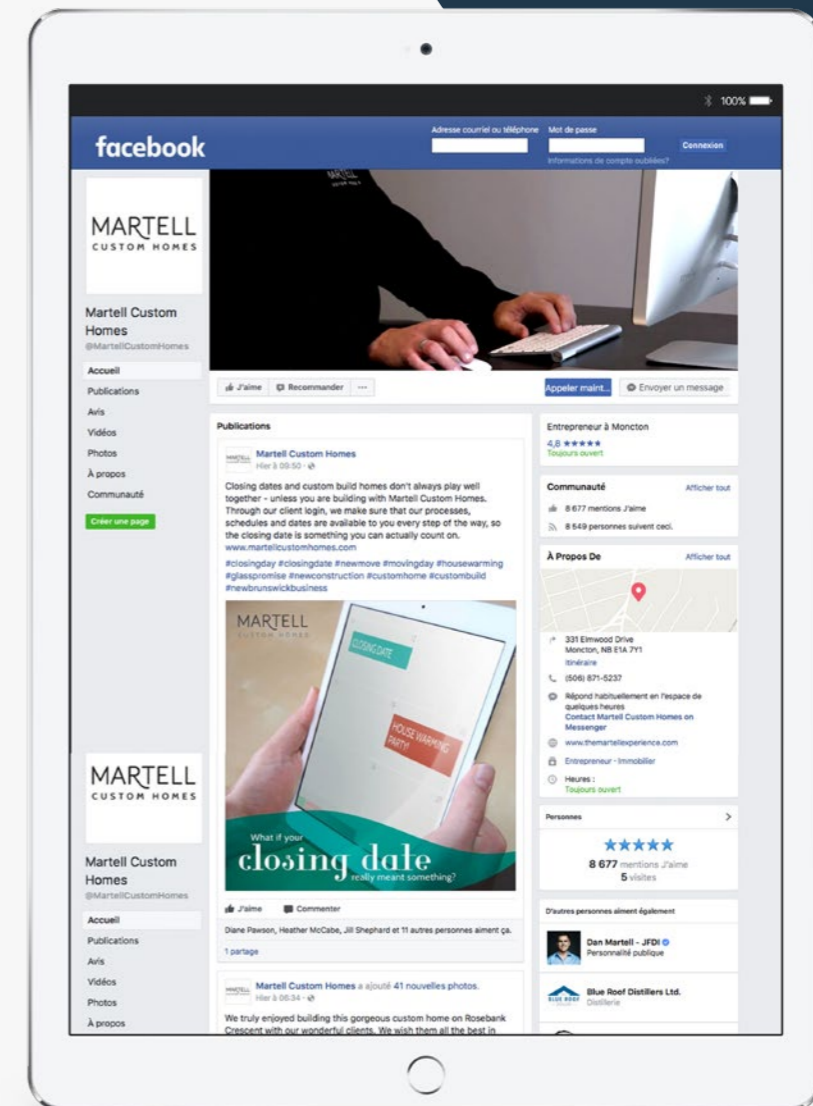 100%
facebook
Adresse courriel ou téléphone
Mot de passe
Connexion
Informations de compte oubliées?
MARTELL
CUSTOM HOMES
Martell Custom
Homes
@MartellCustomHomes
Accueil
Publications
Avis
Vidéos
Photos
À propos
Communauté
Créer une page
MARTELL
CUSTOM HOMES
Martell Custom
Homes
@MartellCustomHomes
Accueil
Publications
Avis
Vidéos
Photos
À propos
MARTELL
J'aime
Recommander
...
Appeler maint...
Envoyer un message
Publications
MARTELL
Martell Custom Homes
Hier à 09:50 ·
Closing dates and custom build homes don't always play well
together - unless you are building with Martell Custom Homes.
Through our client login, we make sure that our processes,
schedules and dates are available to you every step of the way, so
the closing date is something you can actually count on.
www.martellcustomhomes.com
#closingday #closingdate #newmove #movingday #housewarming
#glasspromise #newconstruction #customhome #custombuild
#newbrunswickbusiness
MARTELL
CUSTOM HOMES
CLOSING DATE
HOUSE WARMING
PARTY!
What if your
closing date
really meant something?
J'aime
Commenter
Diane Pawson, Heather McCabe, Jill Shephard et 11 autres personnes aiment ça.
1 partage
MARTELL
Martell Custom Homes a ajouté 41 nouvelles photos.
Hier à 06:34 ·
We truly enjoyed building this gorgeous custom home on Rosebank
Crescent with our wonderful clients. We wish them all the best in
Entrepreneur à Moncton
4,8 ★★★★★
Toujours ouvert
Communauté
Afficher tout
8 677 mentions J'aime
8 549 personnes suivent ceci.
À Propos De
Afficher tout
331 Elmwood Drive
Moncton, NB E1A 7Y1
Itinéraire
(506) 871-5237
Répond habituellement en l'espace de
quelques heures
Contact Martell Custom Homes on
Messenger
www.themartellexperience.com
Entrepreneur · Immobilier
Heures :
Toujours ouvert
Personnes
★★★★★
8 677 mentions J'aime
5 visites
D'autres personnes aiment également
Dan Martell - JFDI
Personnalité publique
BLUE ROOF
Blue Roof Distillers Ltd.
Distillerie